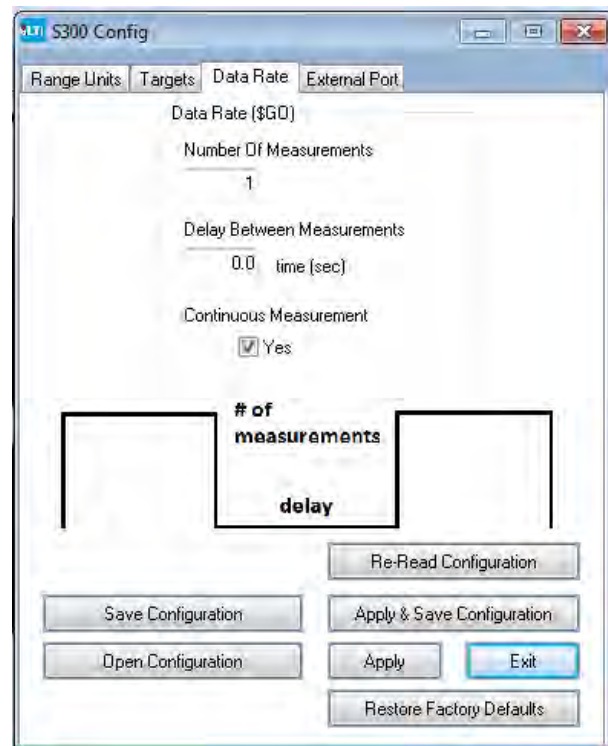 LTI S300 Config
Range Units Targets Data Rate External Port
Data Rate ($GO)
Number Of Measurements
1
Delay Between Measurements
0.0 time (sec)
Continuous Measurement
Yes
# of
measurements
delay
Re-Read Configuration
Save Configuration Apply & Save Configuration
Open Configuration Apply Exit
Restore Factory Defaults